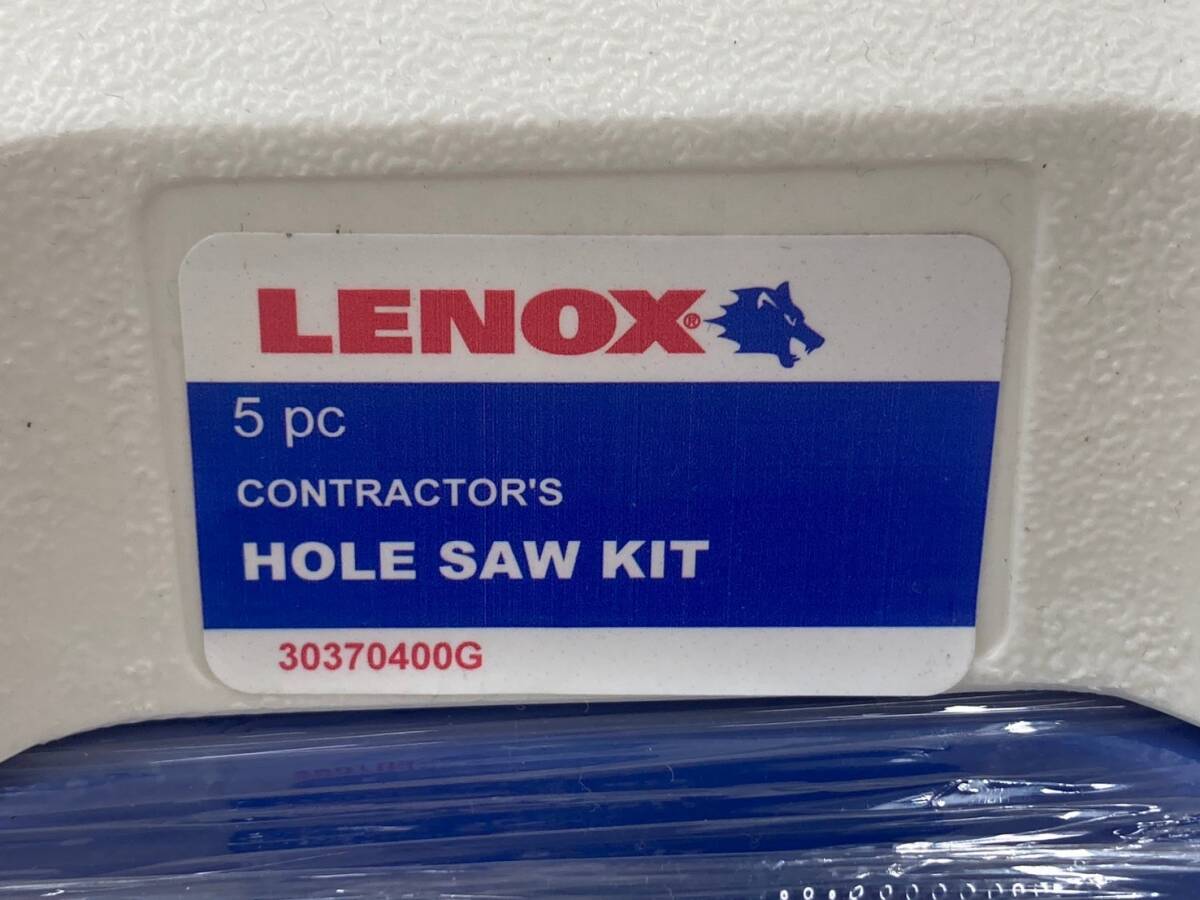 LENOX®
5 pc
CONTRACTOR'S
HOLE SAW KIT
30370400G